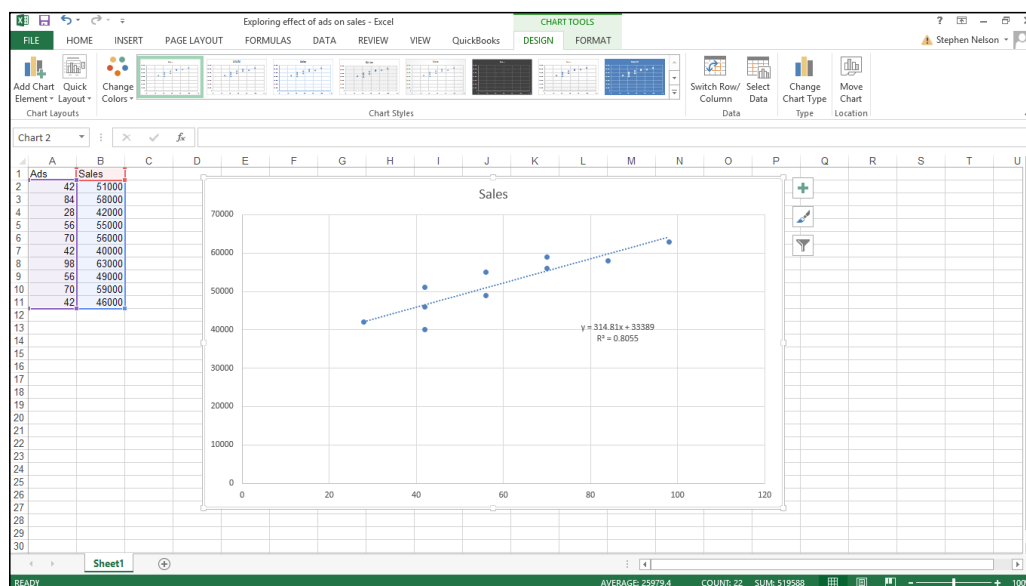 Exploring effect of ads on sales - Excel
CHART TOOLS
?
FILE HOME INSERT PAGE LAYOUT FORMULAS DATA REVIEW VIEW QuickBooks DESIGN FORMAT Stephen Nelson
Add Chart Quick Change Switch Row/ Select Change Move
Element Layout Colors Column Data Chart Type Chart
Chart Layouts Chart Styles Data Type Location
Chart 2 fx
A B C D E F G H I J K L M N O P Q R S T U
1 Ads Sales
2 42 51000
3 84 58000
4 28 42000
5 56 55000
6 70 56000
7 42 40000
8 98 63000
9 56 49000
10 70 59000
11 42 46000
12
13
14
15
16
17
18
19
20
21
22
23
24
25
26
27
28
29
30
Sales
70000
60000
50000
40000
30000
20000
10000
0
y = 314.81x + 33389
R² = 0.8055
0 20 40 60 80 100 120
Sheet1
READY AVERAGE: 25979.4 COUNT: 22 SUM: 519588 100%